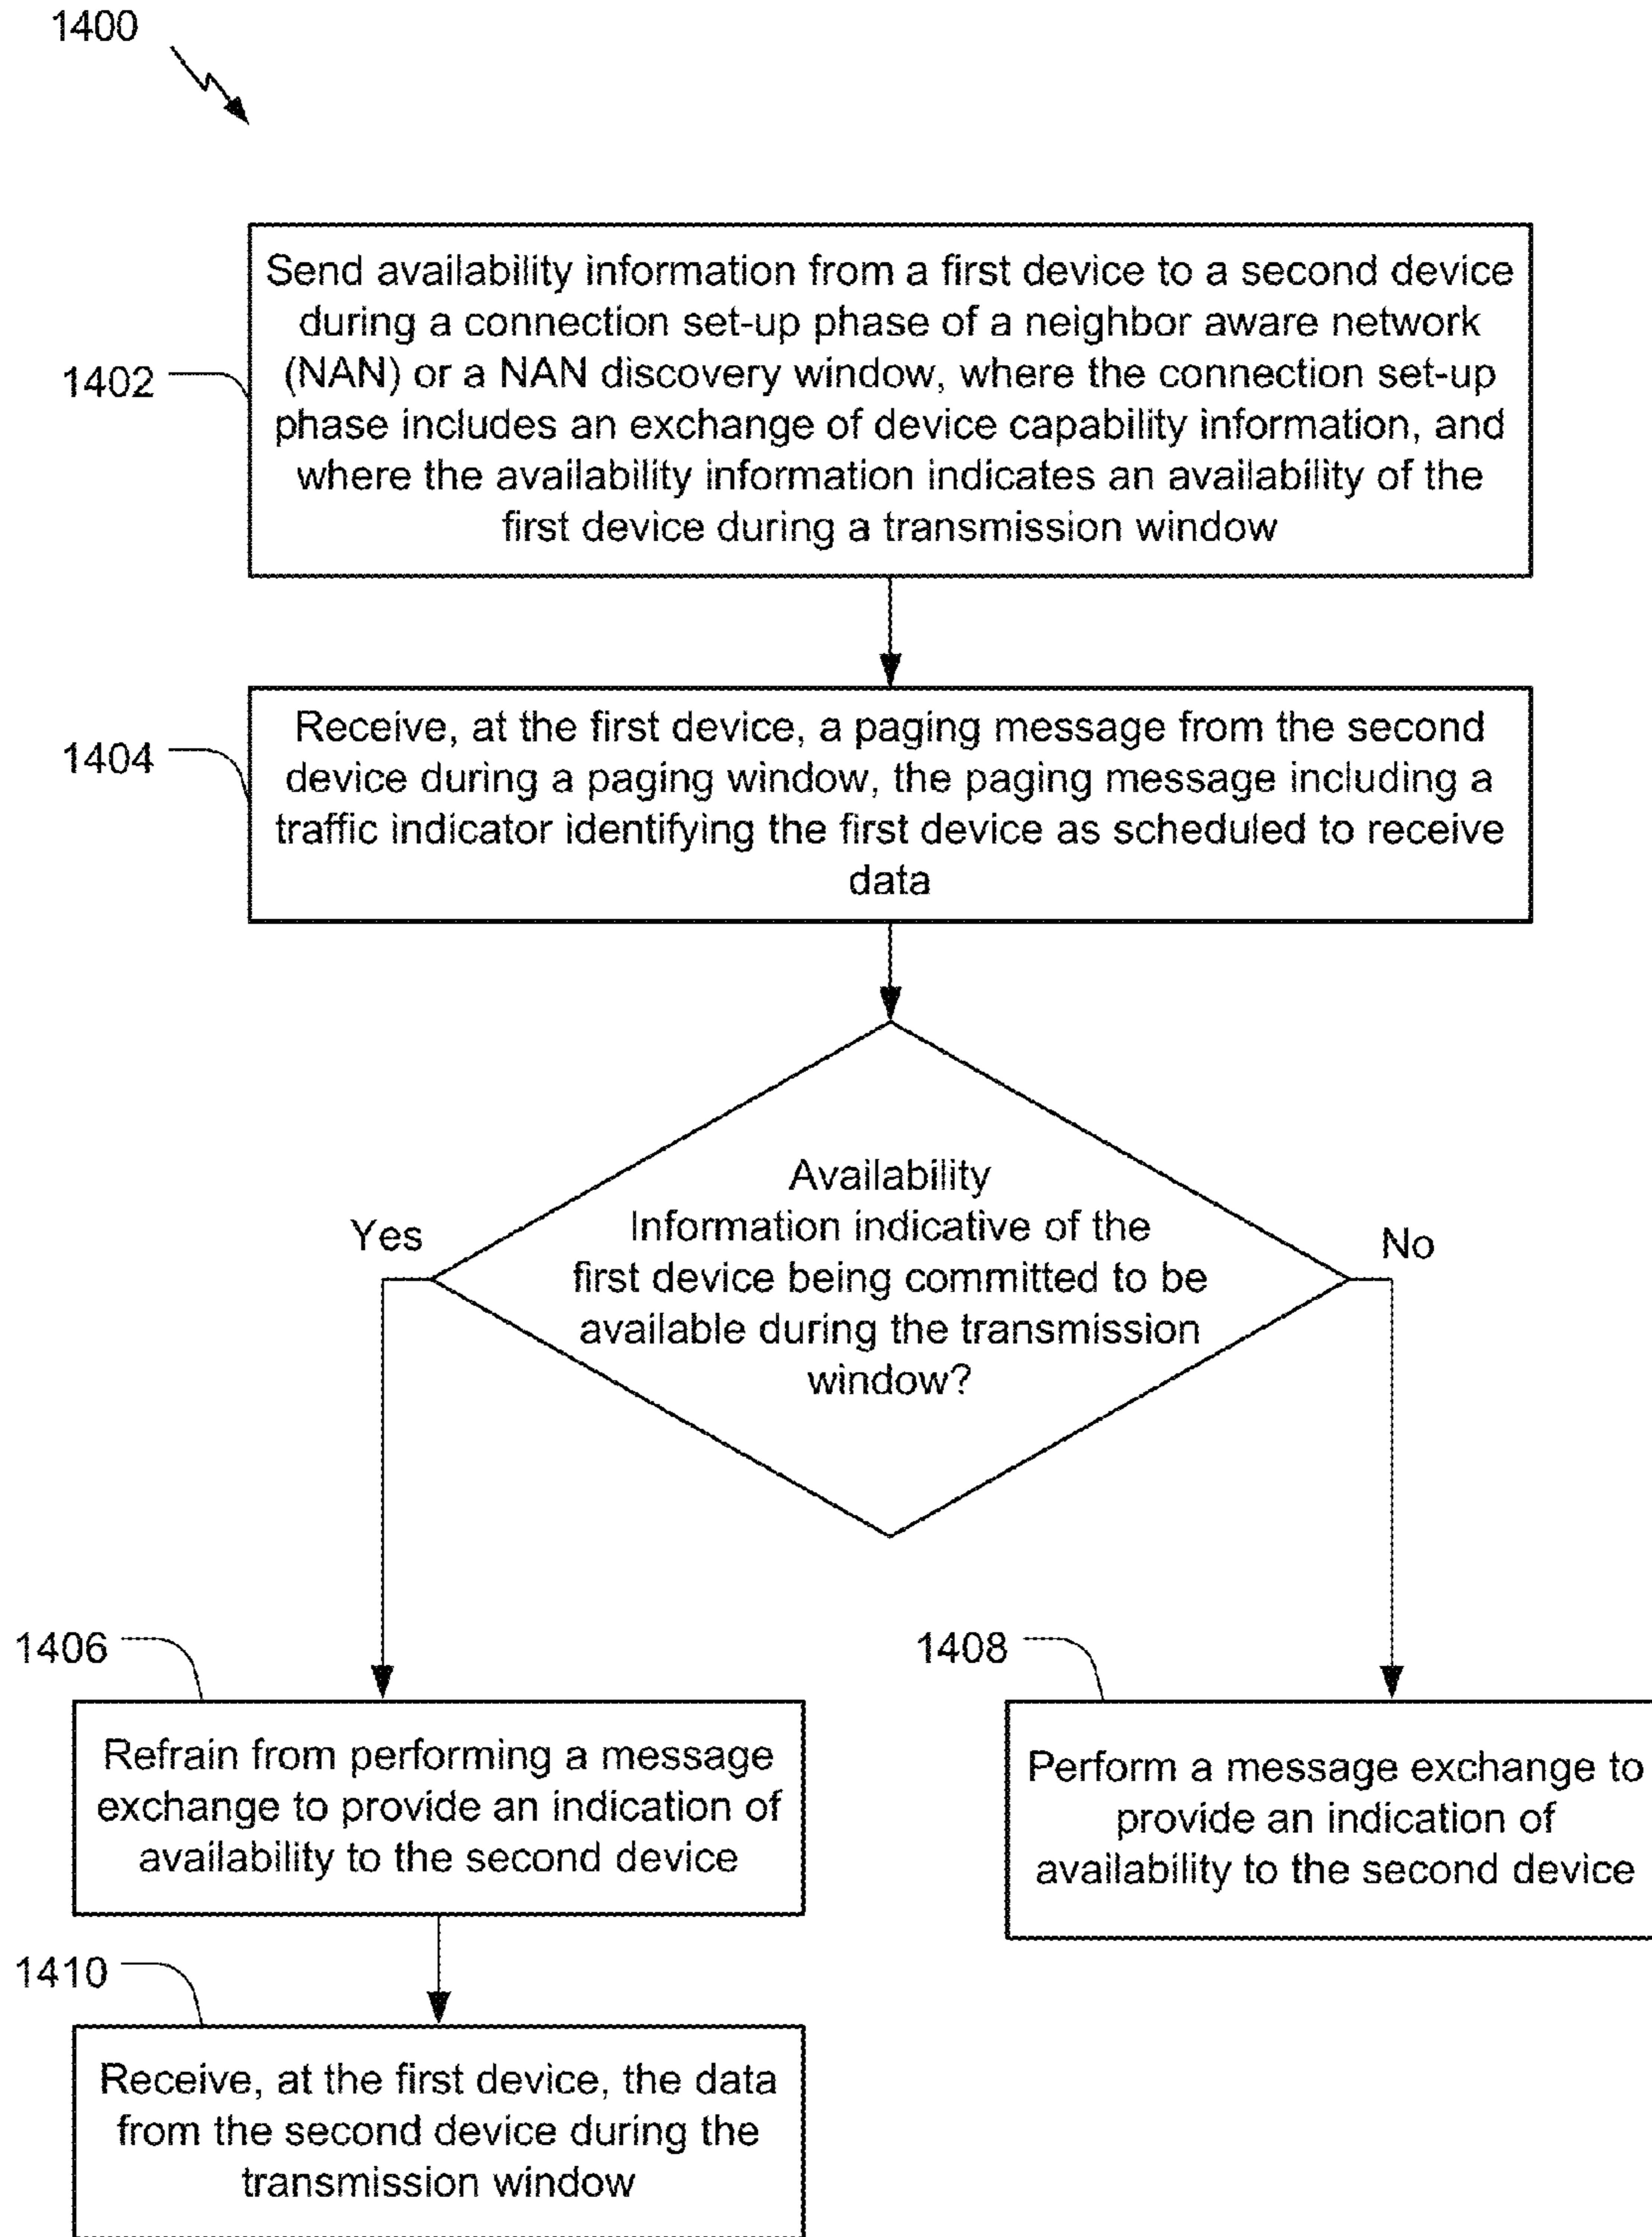 1400
1402
Send availability information from a first device to a second device
during a connection set-up phase of a neighbor aware network
(NAN) or a NAN discovery window, where the connection set-up
phase includes an exchange of device capability information, and
where the availability information indicates an availability of the
first device during a transmission window
1404
Receive, at the first device, a paging message from the second
device during a paging window, the paging message including a
traffic indicator identifying the first device as scheduled to receive
data
Availability
Information indicative of the
first device being committed to be
available during the transmission
window?
Yes
No
1406
Refrain from performing a message
exchange to provide an indication of
availability to the second device
1408
Perform a message exchange to
provide an indication of
availability to the second device
1410
Receive, at the first device, the data
from the second device during the
transmission window